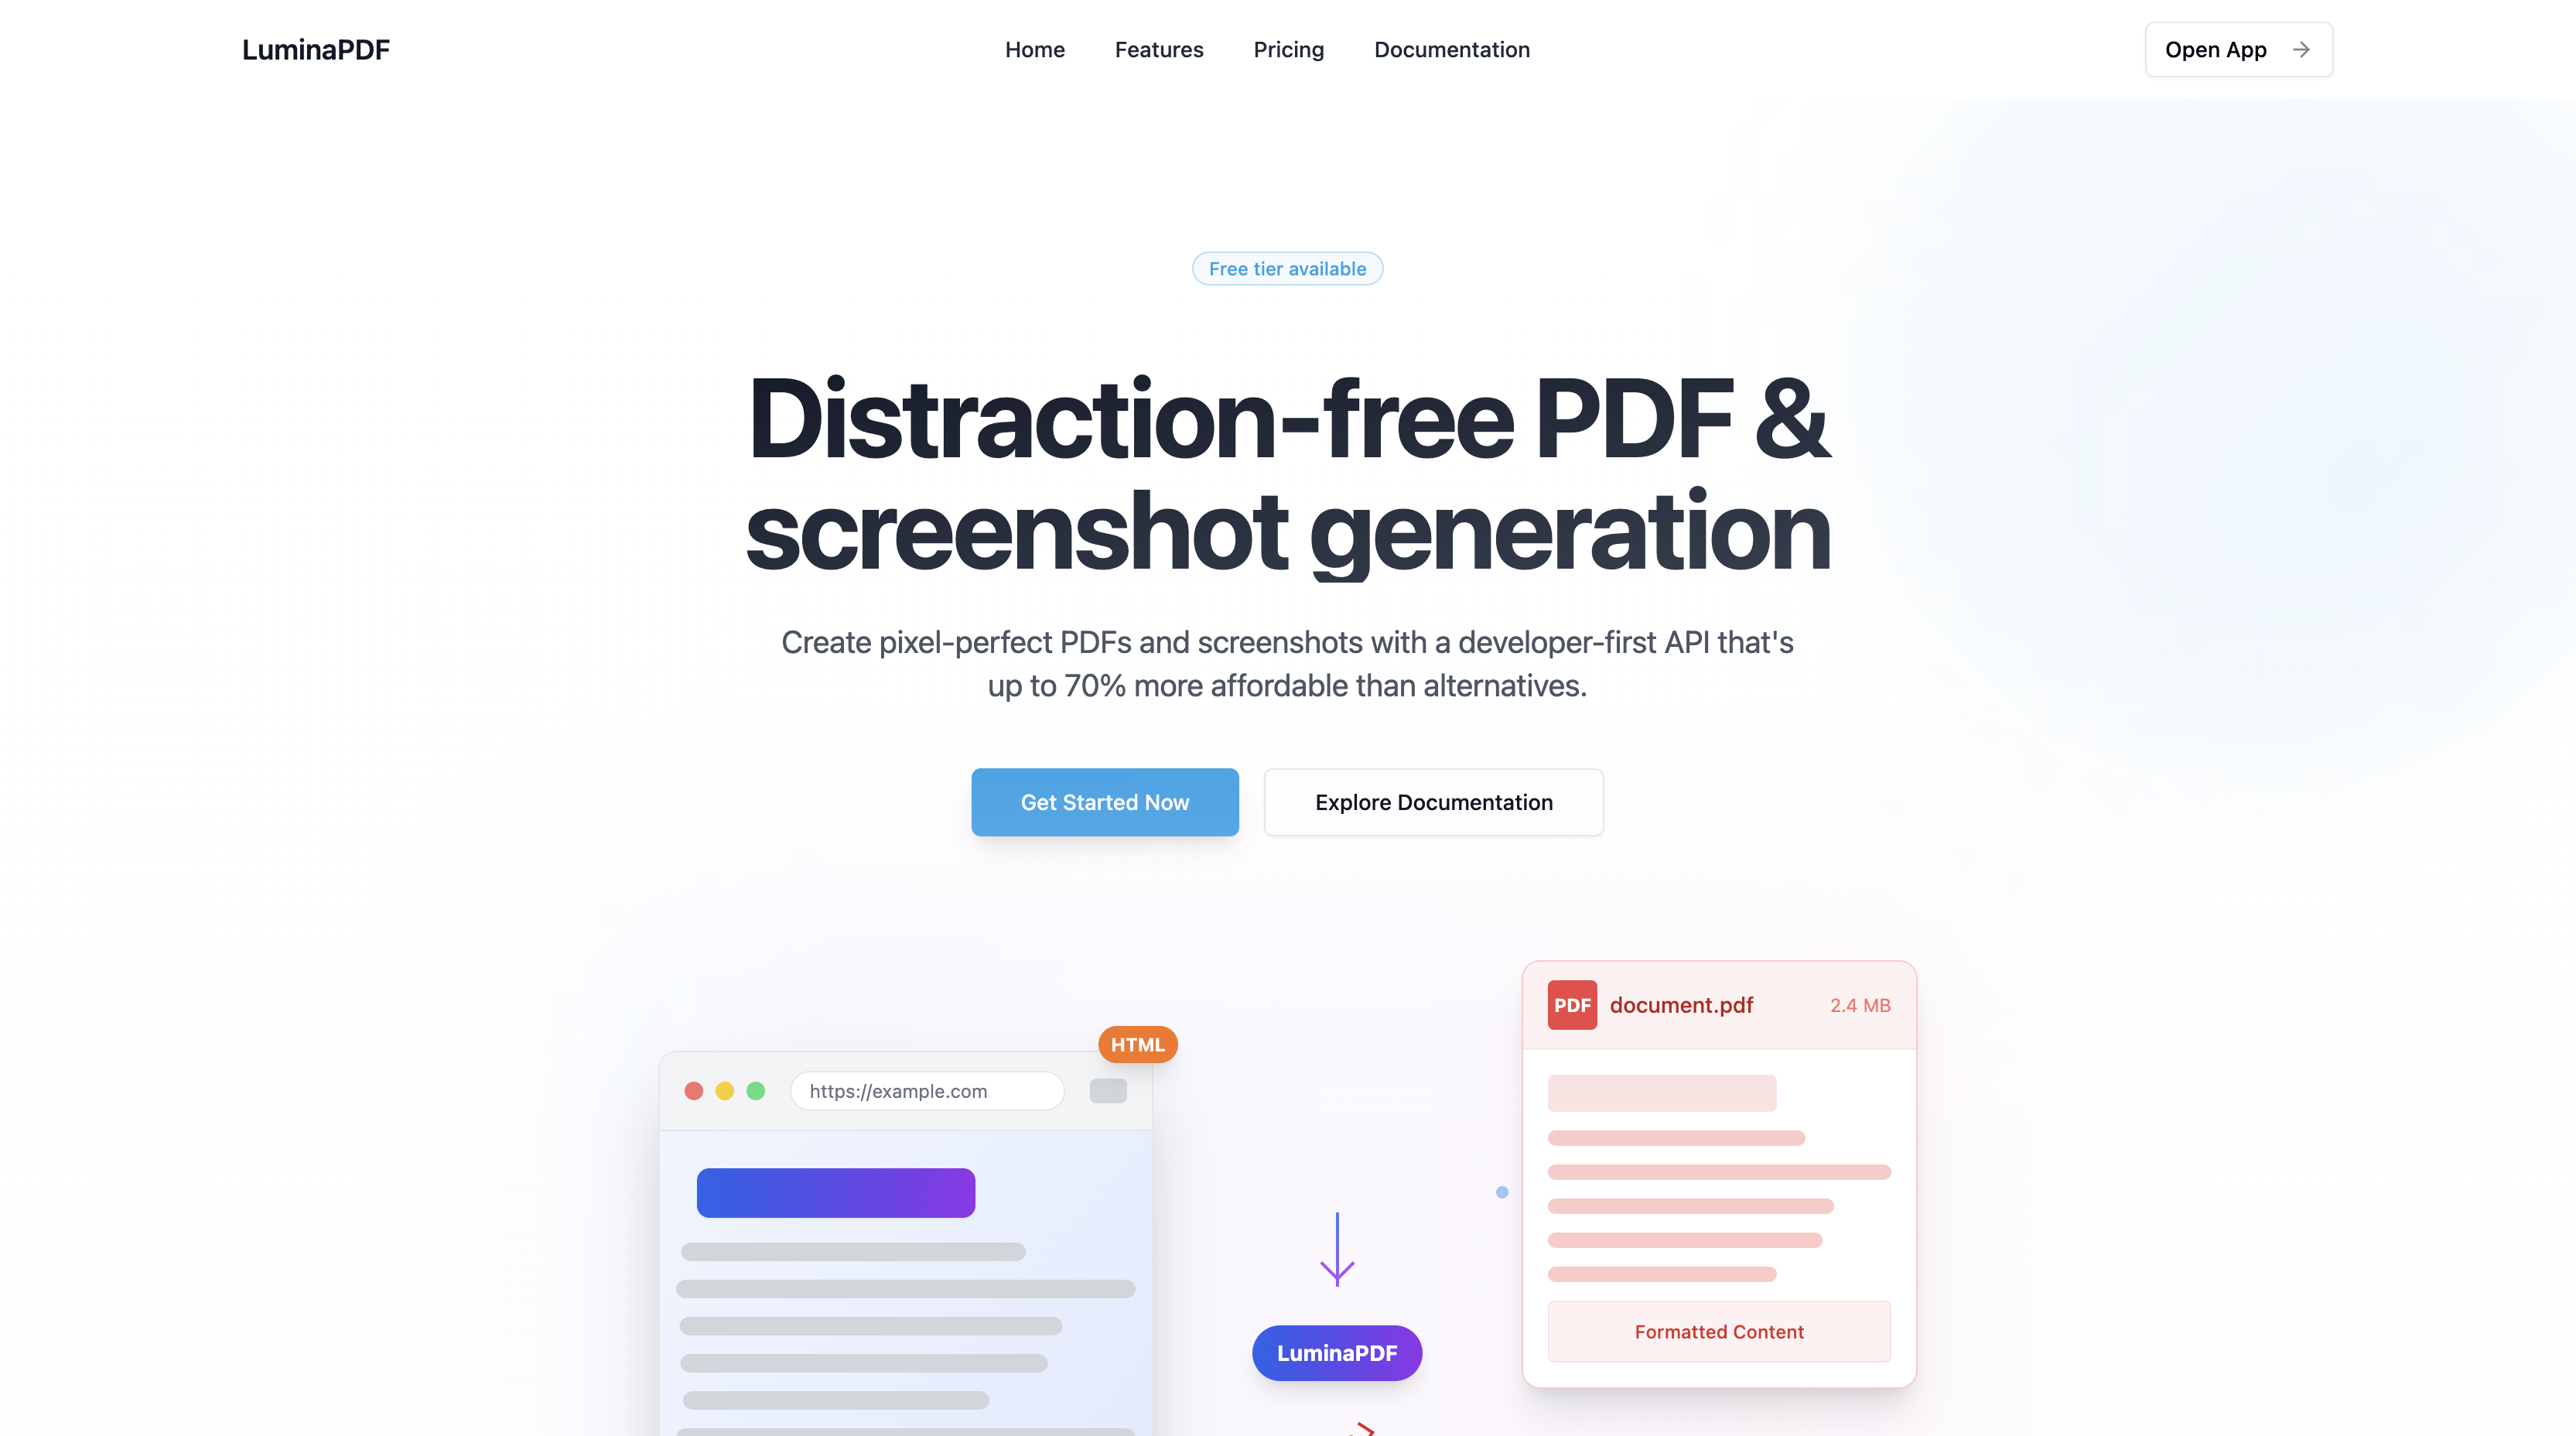 LuminaPDF
Home
Features
Pricing
Documentation
Open App
Free tier available
Distraction-free PDF &
screenshot generation
Create pixel-perfect PDFs and screenshots with a developer-first API that's
up to 70% more affordable than alternatives.
Get Started Now
Explore Documentation
HTML
https://example.com
LuminaPDF
PDF
document.pdf
2.4 MB
Formatted Content